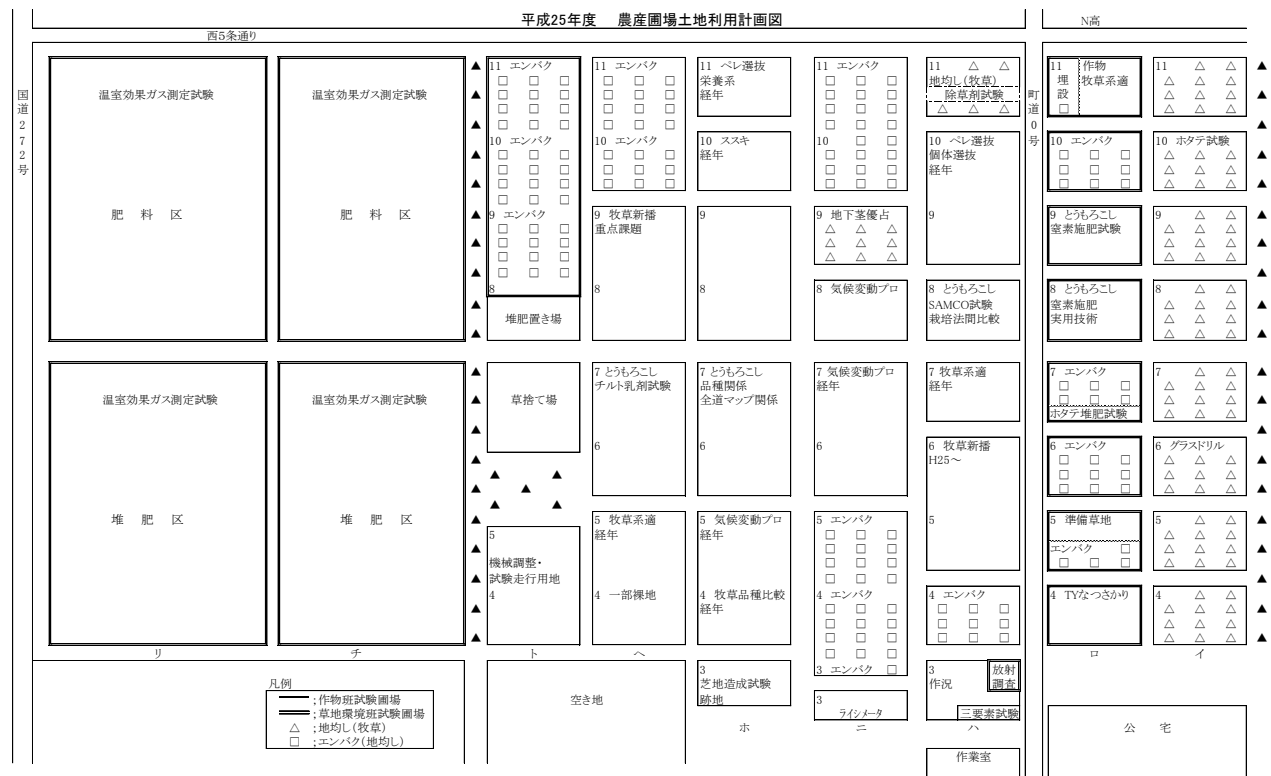 平成25年度 農産圃場土地利用計画図
N高
西5条通り
国道272号
町道0号
温室効果ガス測定試験
肥 料 区
温室効果ガス測定試験
肥 料 区
温室効果ガス測定試験
堆 肥 区
温室効果ガス測定試験
堆 肥 区
リ
チ
11 エンバク
10 エンバク
9 エンバク
8
堆肥置き場
草捨て場
5
機械調整・
試験走行用地
4
ト
11 エンバク
10 エンバク
9 牧草新播
重点課題
8
7 とうもろこし
チルト乳剤試験
6
5 牧草系適
経年
4 一部裸地
ヘ
空き地
11 ペレ選抜
栄養系
経年
10 ススキ
経年
9
8
7 とうもろこし
品種関係
全道マップ関係
6
5 気候変動プロ
経年
4 牧草品種比較
経年
3
芝地造成試験
跡地
ホ
11 エンバク
10
9 地下茎優占
8 気候変動プロ
7 気候変動プロ
経年
6
5 エンバク
4 エンバク
3 エンバク
3
ライシメータ
ニ
11
地均し(牧草)
除草剤試験
10 ペレ選抜
個体選抜
経年
9
8 とうもろこし
SAMCO試験
栽培法間比較
7 牧草系適
経年
6 牧草新播
H25～
5
4 エンバク
3
作況
放射
調査
三要素試験
ハ
作業室
11 作物
埋設 牧草系適
10 エンバク
9 とうもろこし
窒素施肥試験
8 とうもろこし
窒素施肥
実用技術
7 エンバク
ホタテ堆肥試験
6 エンバク
5 準備草地
エンバク
4 TYなつさかり
ロ
11
10 ホタテ試験
9
8
7
6 グラスドリル
5
4
イ
公 宅
凡例
;作物班試験圃場
;草地環境班試験圃場
△ ;地均し(牧草)
□ ;エンバク(地均し)